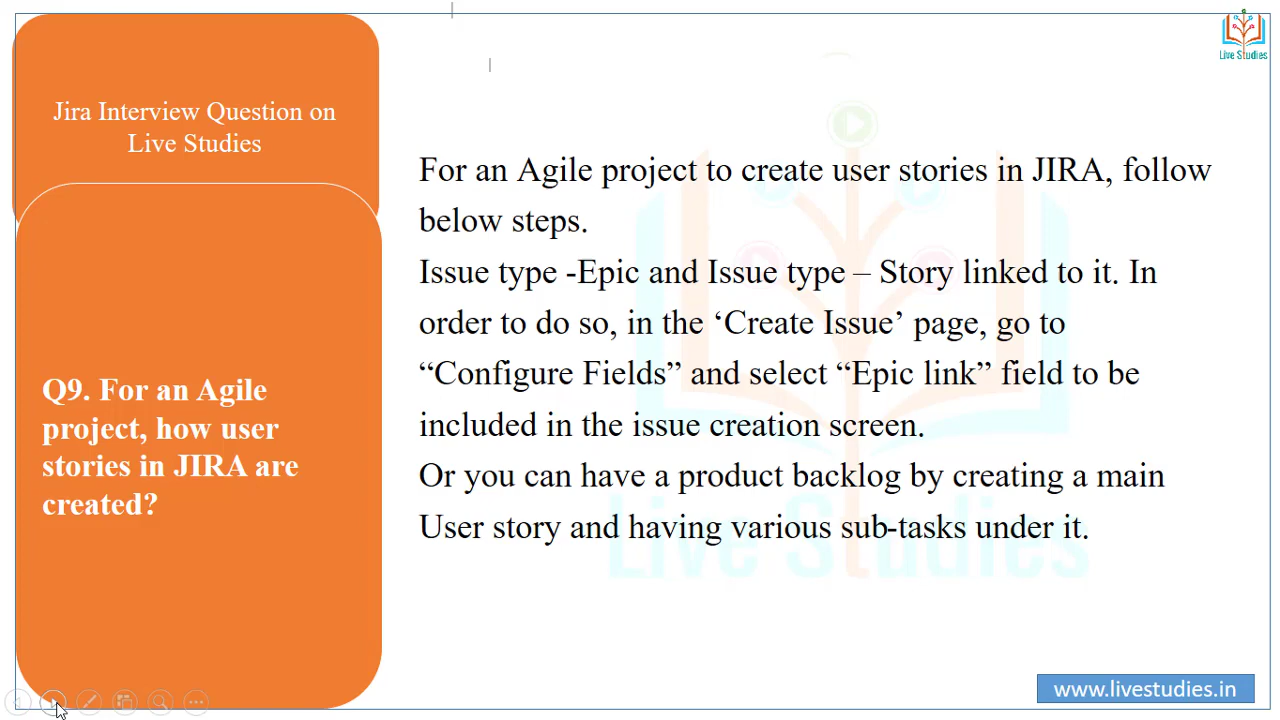 Live Studies
Jira Interview Question on
Live Studies
Q9. For an Agile
project, how user
stories in JIRA are
created?
For an Agile project to create user stories in JIRA, follow
below steps.
Issue type -Epic and Issue type – Story linked to it. In
order to do so, in the ‘Create Issue’ page, go to
“Configure Fields” and select “Epic link” field to be
included in the issue creation screen.
Or you can have a product backlog by creating a main
User story and having various sub-tasks under it.
Live Studies
www.livestudies.in